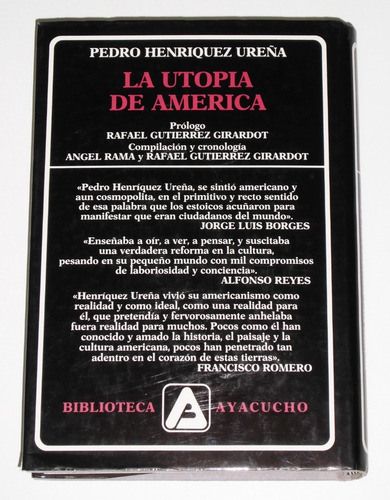 PEDRO HENRIQUEZ UREÑA
LA UTOPIA
DE AMERICA
Prólogo
RAFAEL GUTIERREZ GIRARDOT
Compilación y cronología
ANGEL RAMA y RAFAEL GUTIERREZ GIRARDOT
«Pedro Henríquez Ureña, se sintió americano y
aun cosmopolita, en el primitivo y recto sentido
de esa palabra que los estoicos acuñaron para
manifestar que eran ciudadanos del mundo».
JORGE LUIS BORGES
«Enseñaba a oír, a ver, a pensar, y suscitaba
una verdadera reforma en la cultura,
pesando en su pequeño mundo con mil compromisos
de laboriosidad y conciencia».
ALFONSO REYES
«Henríquez Ureña vivió su americanismo como
realidad y como ideal, como una realidad para
él, que pretendía y fervorosamente anhelaba
fuera realidad para muchos. Pocos como él han
conocido y amado la historia, el paisaje y la
cultura americana, pocos han penetrado tan
adentro en el corazón de estas tierras».
FRANCISCO ROMERO
BIBLIOTECA A AYACUCHO